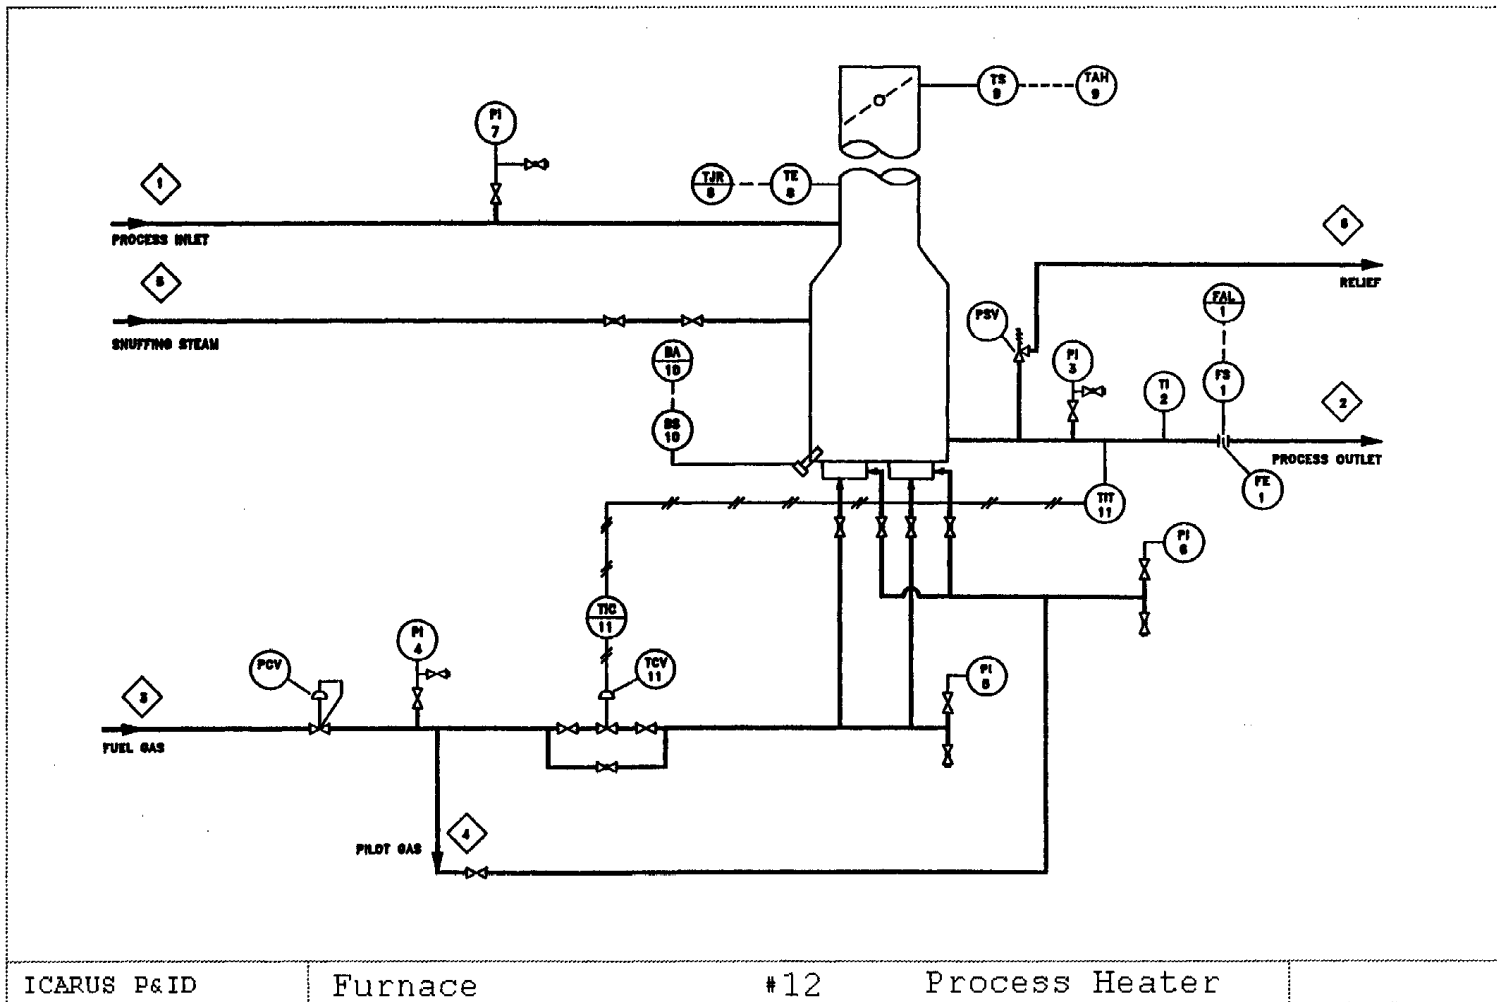 TS
9
TAH
9
PI
7
TJR
8
TE
8
1
PROCESS INLET
6
RELIEF
5
SNUFFING STEAM
PSV
FAL
1
BA
10
PI
3
FS
1
TI
2
2
BS
10
PROCESS OUTLET
FE
1
TIT
11
PI
6
TIC
11
PI
4
PCV
TCV
11
PI
5
3
FUEL GAS
4
PILOT GAS
ICARUS P&ID
Furnace
#12
Process Heater